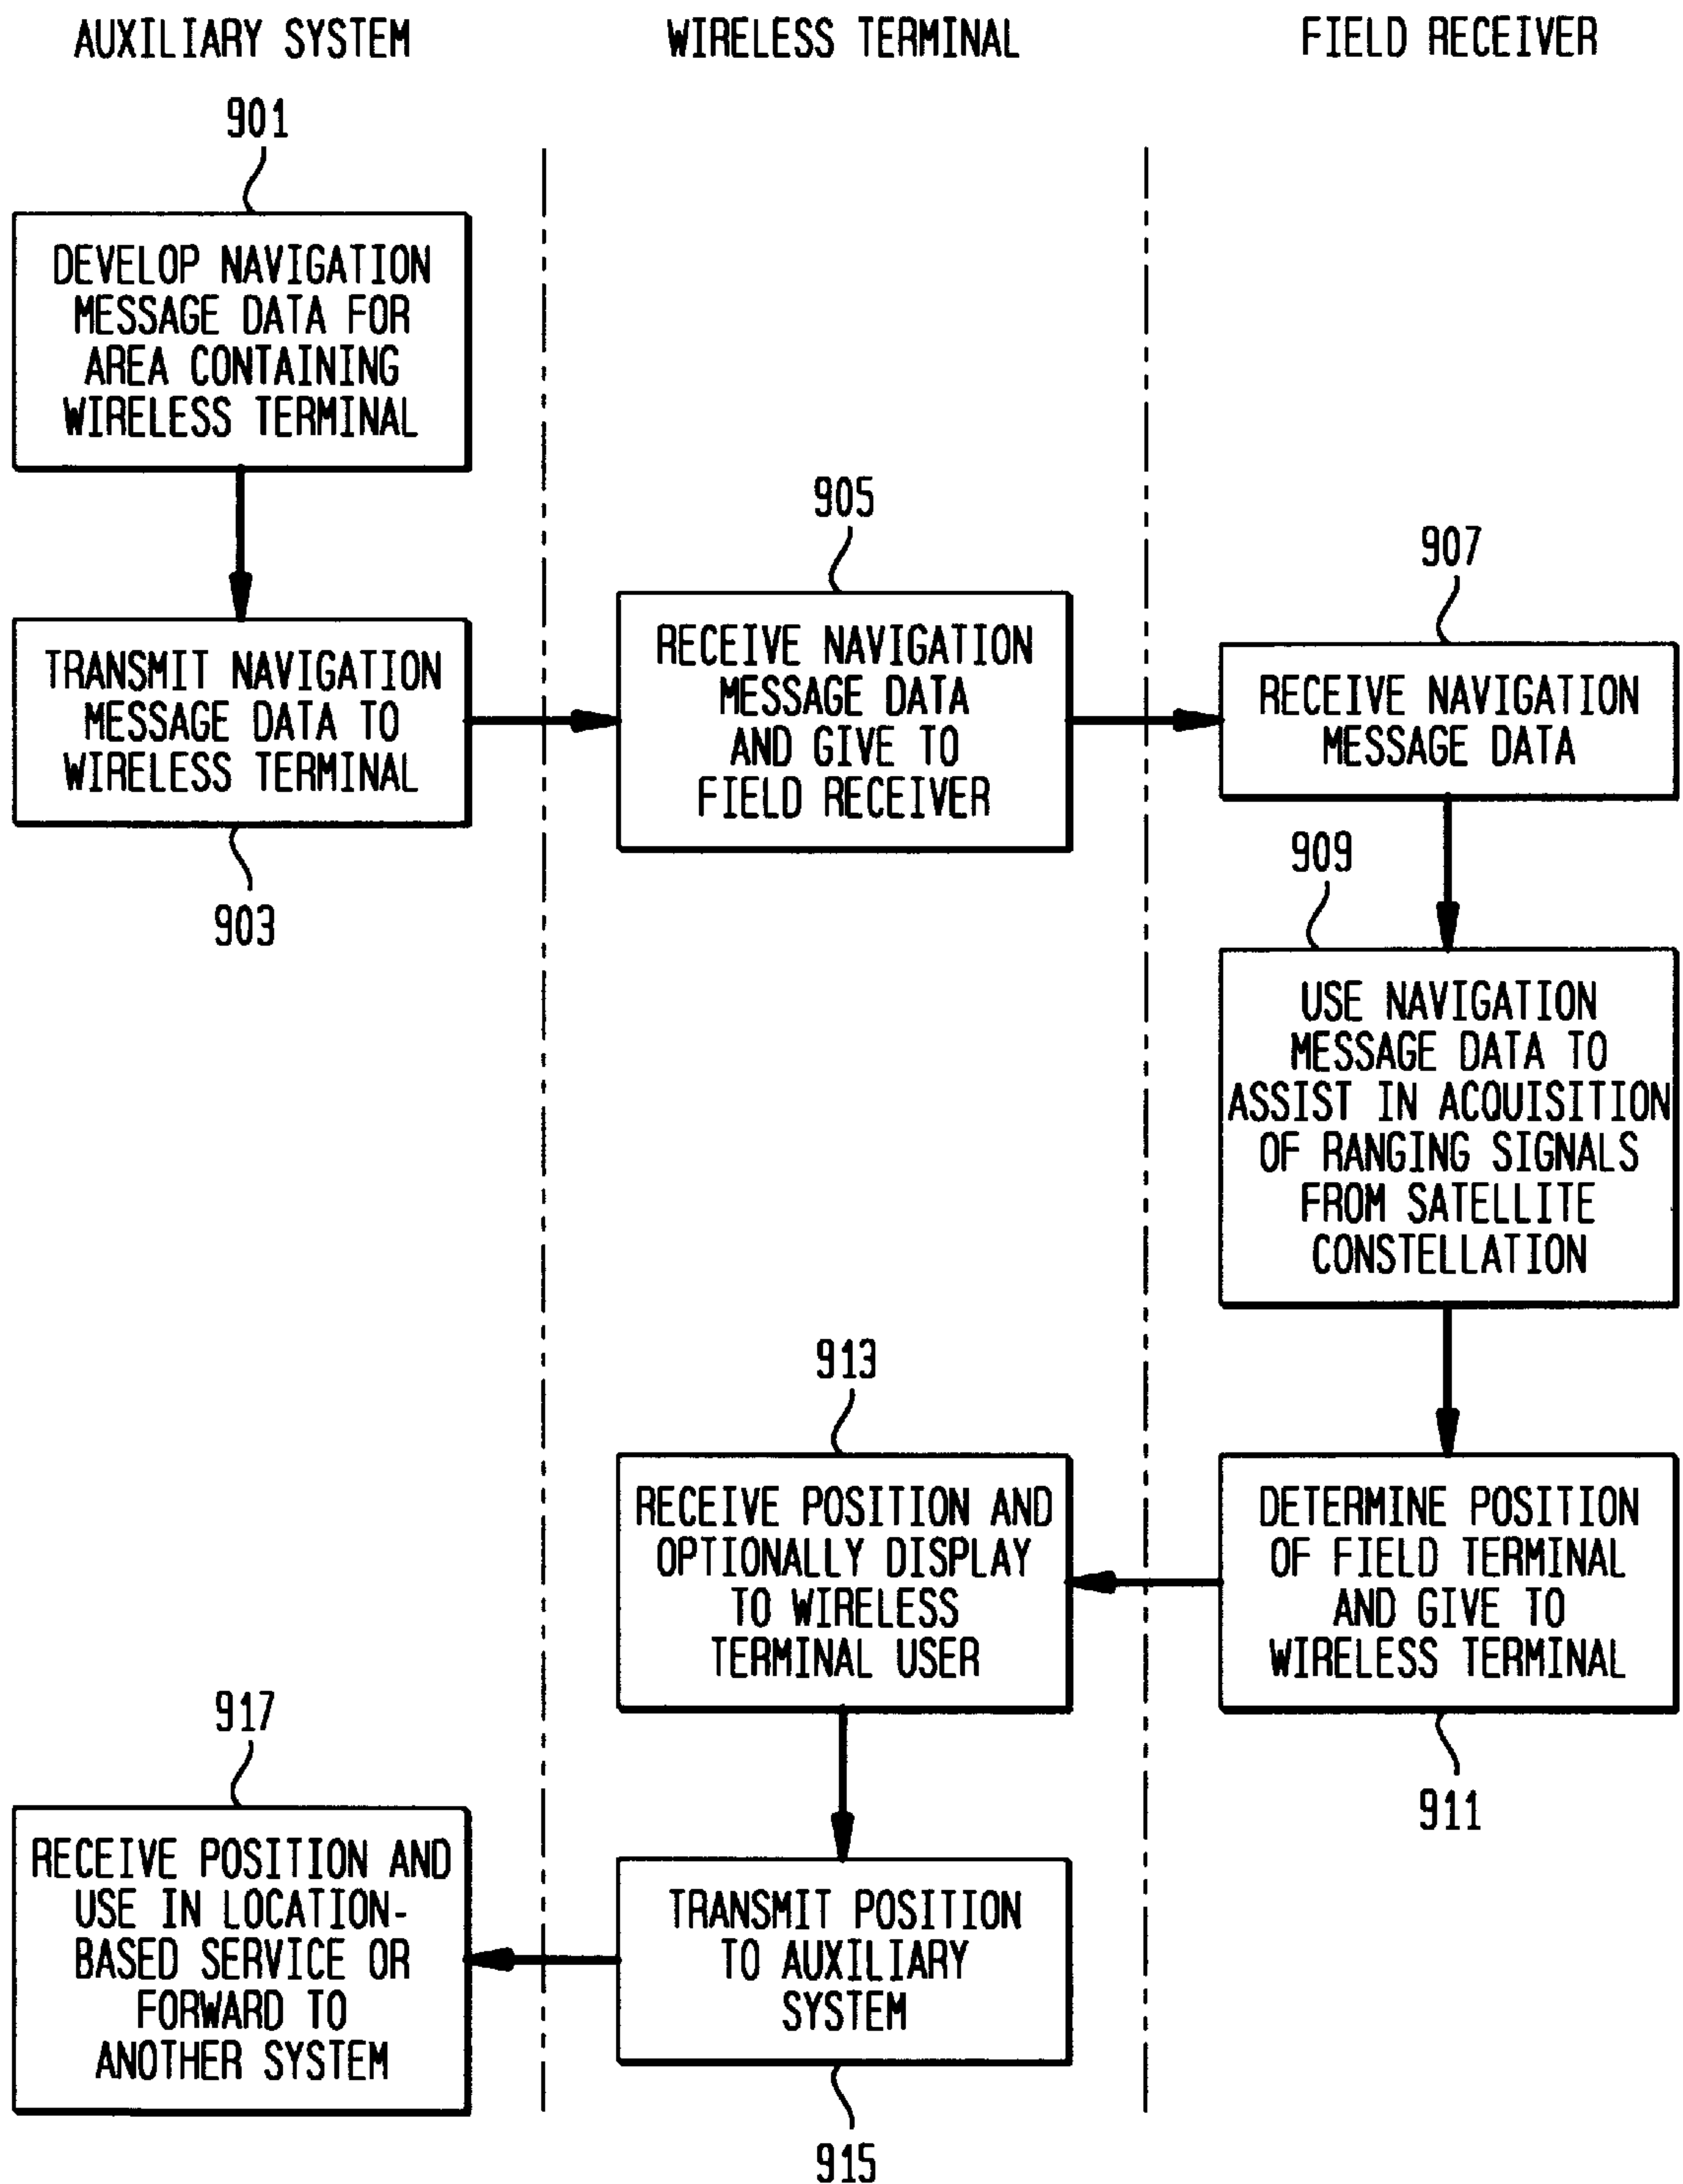 AUXILIARY SYSTEM
WIRELESS TERMINAL
FIELD RECEIVER
901
DEVELOP NAVIGATION
MESSAGE DATA FOR
AREA CONTAINING
WIRELESS TERMINAL
TRANSMIT NAVIGATION
MESSAGE DATA TO
WIRELESS TERMINAL
903
905
RECEIVE NAVIGATION
MESSAGE DATA
AND GIVE TO
FIELD RECEIVER
907
RECEIVE NAVIGATION
MESSAGE DATA
909
USE NAVIGATION
MESSAGE DATA TO
ASSIST IN ACQUISITION
OF RANGING SIGNALS
FROM SATELLITE
CONSTELLATION
DETERMINE POSITION
OF FIELD TERMINAL
AND GIVE TO
WIRELESS TERMINAL
911
913
RECEIVE POSITION AND
OPTIONALLY DISPLAY
TO WIRELESS
TERMINAL USER
TRANSMIT POSITION
TO AUXILIARY
SYSTEM
915
917
RECEIVE POSITION AND
USE IN LOCATION-
BASED SERVICE OR
FORWARD TO
ANOTHER SYSTEM